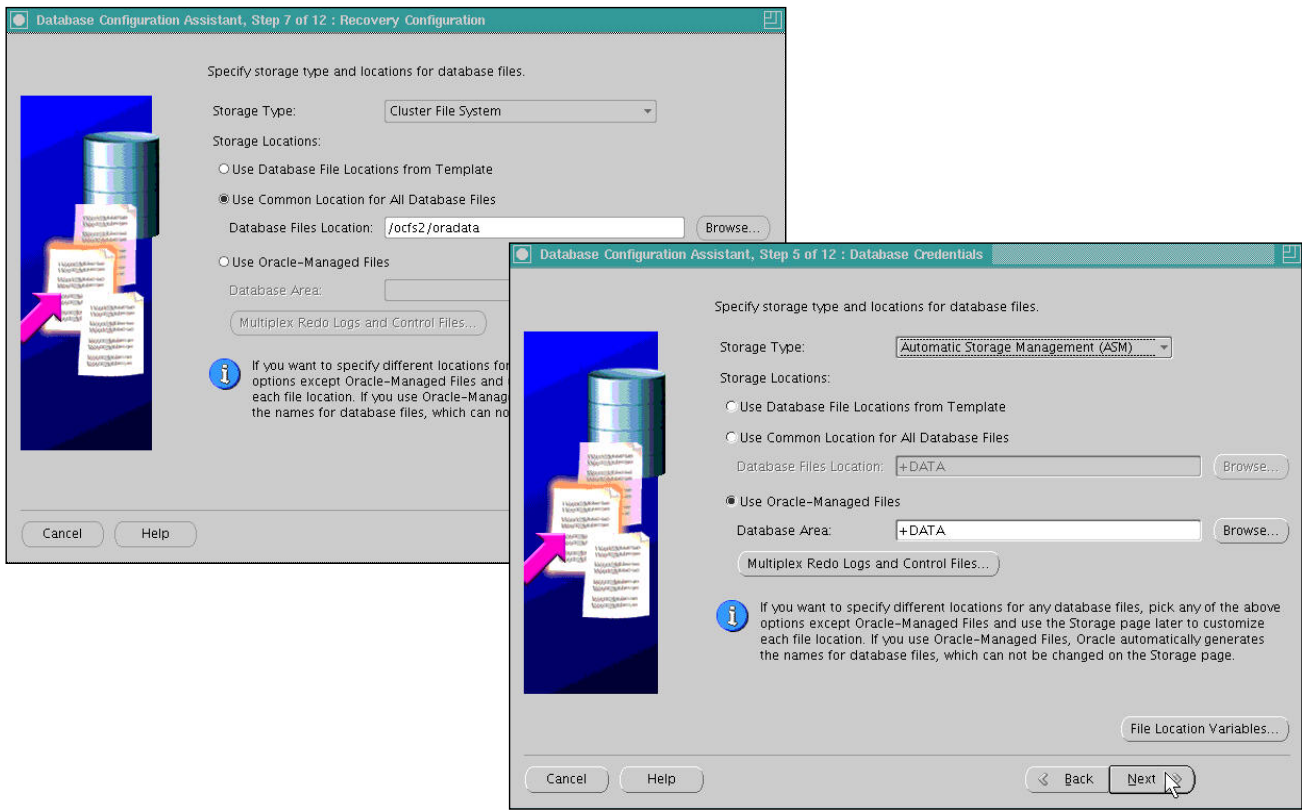 Database Configuration Assistant, Step 7 of 12 : Recovery Configuration
Specify storage type and locations for database files.
Storage Type: Cluster File System
Storage Locations:
Use Database File Locations from Template
Use Common Location for All Database Files
Database Files Location: /ocfs2/oradata Browse...
Use Oracle-Managed Files
Database Area:
Multiplex Redo Logs and Control Files...
If you want to specify different locations for
options except Oracle-Managed Files and
each file location. If you use Oracle-Manag
the names for database files, which can no
Cancel Help
Database Configuration Assistant, Step 5 of 12 : Database Credentials
Specify storage type and locations for database files.
Storage Type: Automatic Storage Management (ASM)
Storage Locations:
Use Database File Locations from Template
Use Common Location for All Database Files
Database Files Location: +DATA Browse...
Use Oracle-Managed Files
Database Area: +DATA Browse...
Multiplex Redo Logs and Control Files...
If you want to specify different locations for any database files, pick any of the above
options except Oracle-Managed Files and use the Storage page later to customize
each file location. If you use Oracle-Managed Files, Oracle automatically generates
the names for database files, which can not be changed on the Storage page.
File Location Variables...
Cancel Help Back Next